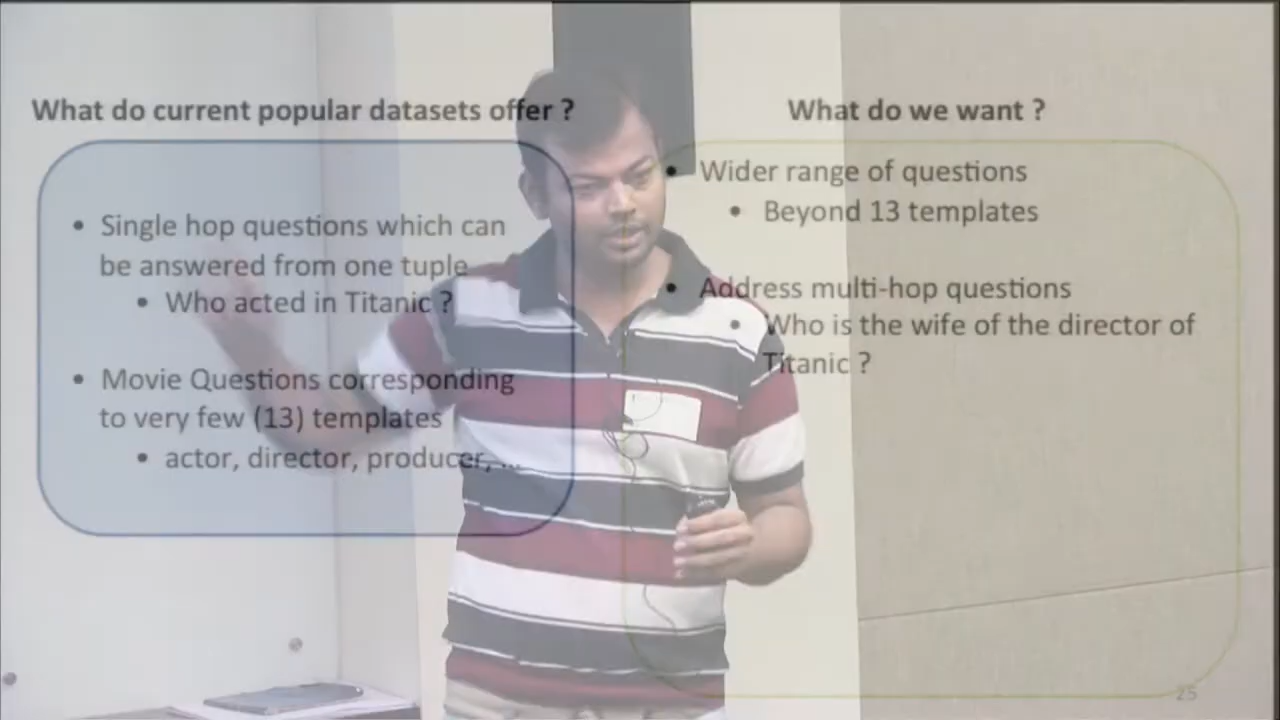 What do current popular datasets offer ?
• Single hop questions which can
be answered from one tuple
• Who acted in Titanic ?
• Movie Questions corresponding
to very few (13) templates
• actor, director, producer, ...
What do we want ?
• Wider range of questions
• Beyond 13 templates
• Address multi-hop questions
• Who is the wife of the director of
Titanic ?
25